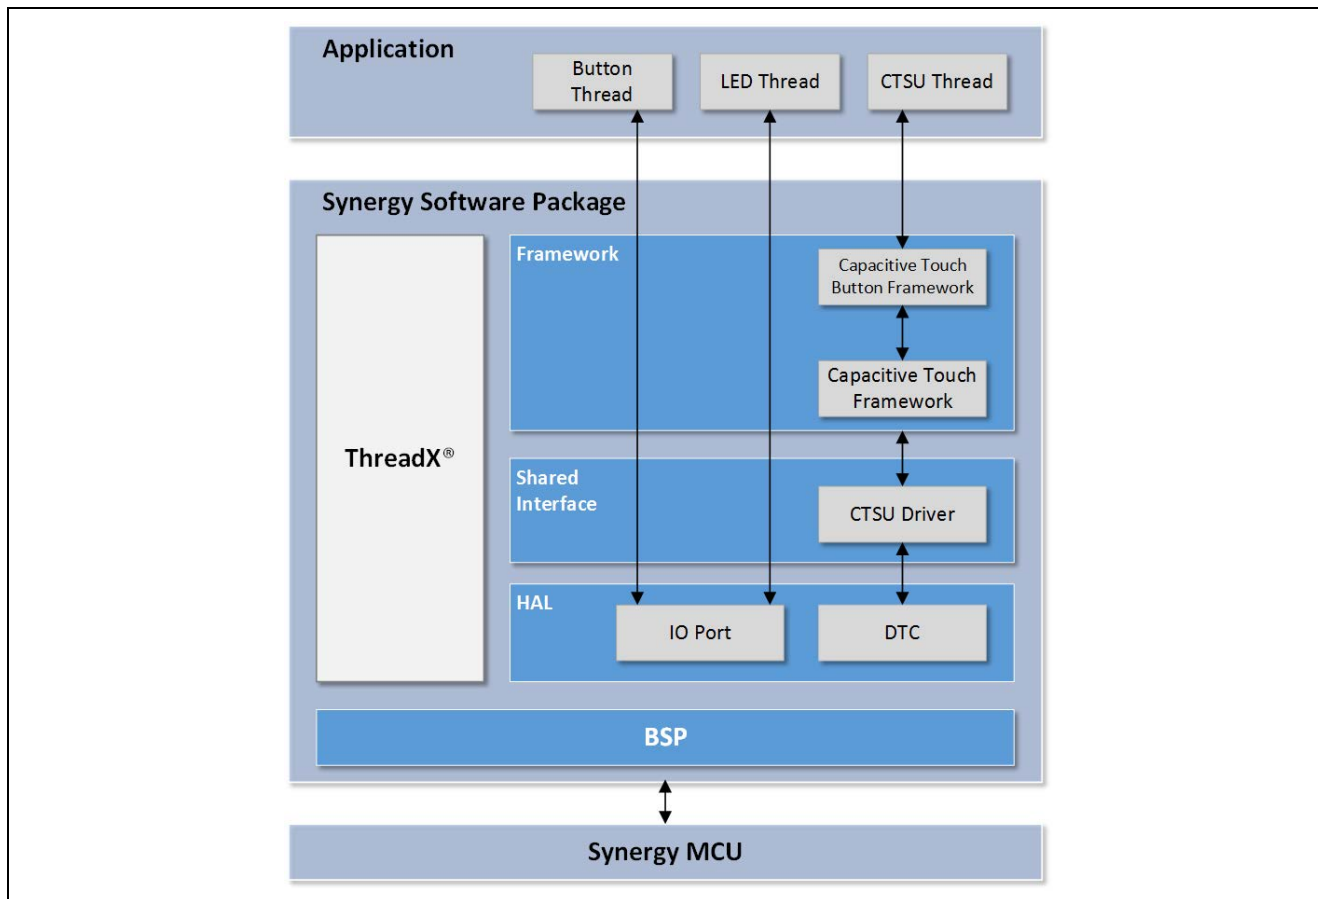 Application
Button
Thread
LED Thread
CTSU Thread
Synergy Software Package
ThreadX®
Framework
Capacitive Touch
Button Framework
Capacitive Touch
Framework
Shared
Interface
CTSU Driver
HAL
IO Port
DTC
BSP
Synergy MCU